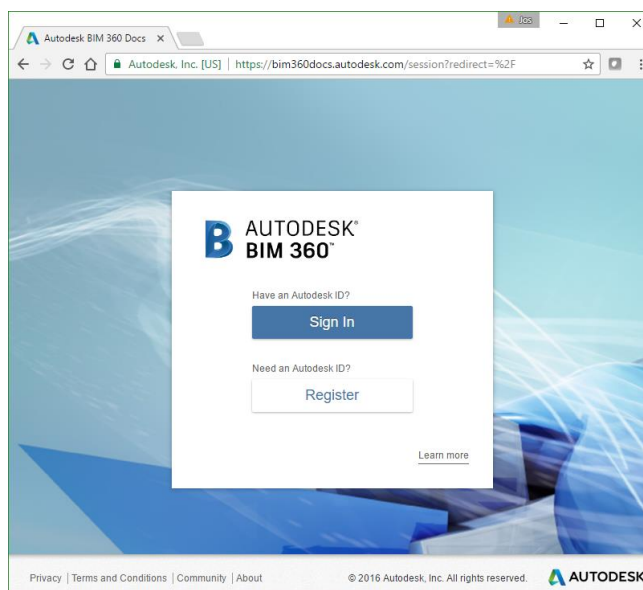 Jos
Autodesk BIM 360 Docs
Autodesk, Inc. [US] | https://bim360docs.autodesk.com/session?redirect=%2F
AUTODESK®
BIM 360™
Have an Autodesk ID?
Sign In
Need an Autodesk ID?
Register
Learn more
Privacy | Terms and Conditions | Community | About © 2016 Autodesk, Inc. All rights reserved. AUTODESK